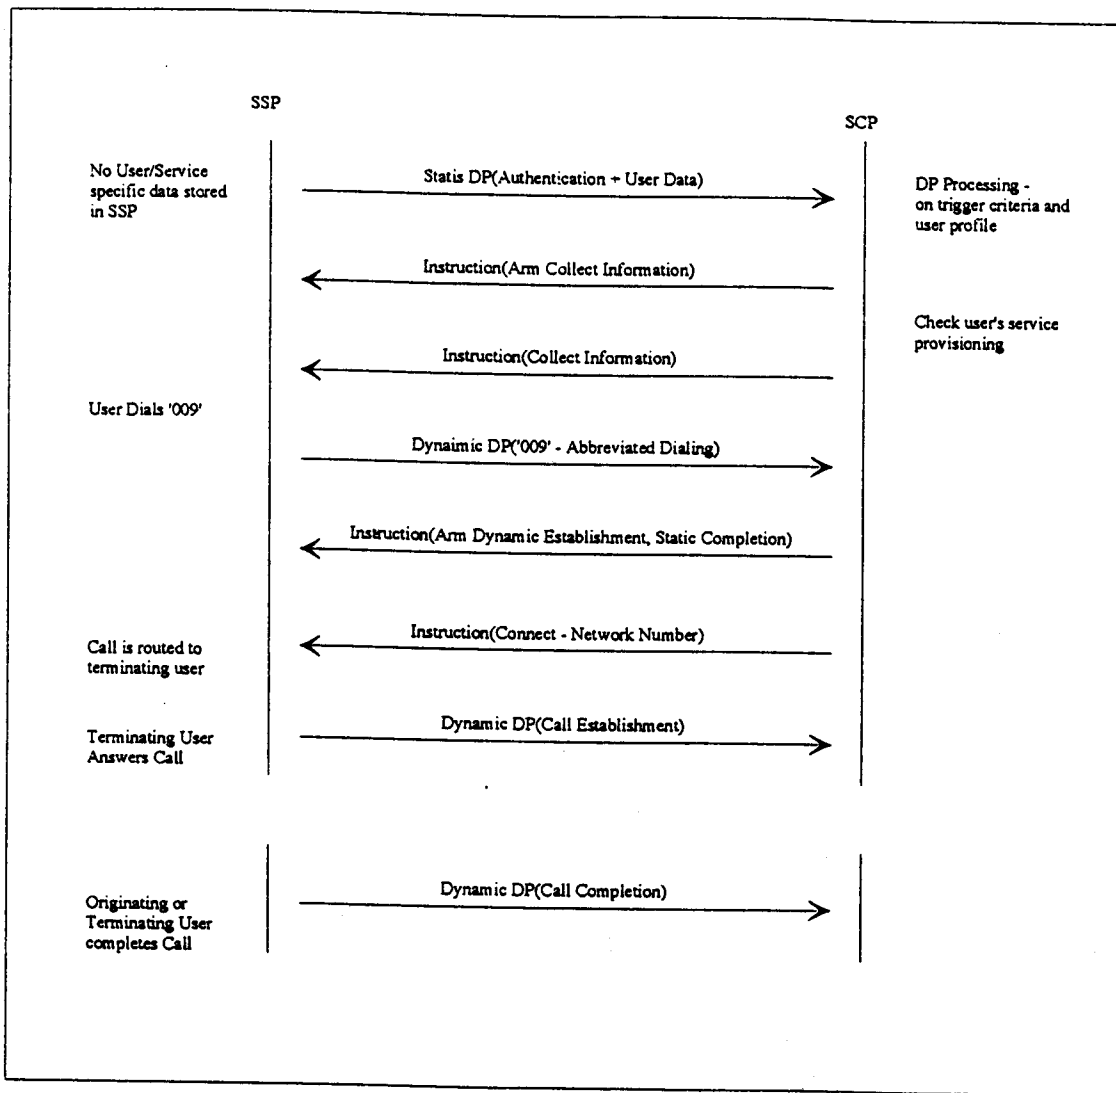 SSP
SCP
No User/Service
specific data stored
in SSP
Statis DP(Authentication + User Data)
DP Processing -
on trigger criteria and
user profile
Instruction(Arm Collect Information)
Check user's service
provisioning
Instruction(Collect Information)
User Dials '009'
Dynaimic DP('009' - Abbreviated Dialing)
Instruction(Arm Dynamic Establishment, Static Completion)
Instruction(Connect - Network Number)
Call is routed to
terminating user
Dynamic DP(Call Establishment)
Terminating User
Answers Call
Dynamic DP(Call Completion)
Originating or
Terminating User
completes Call